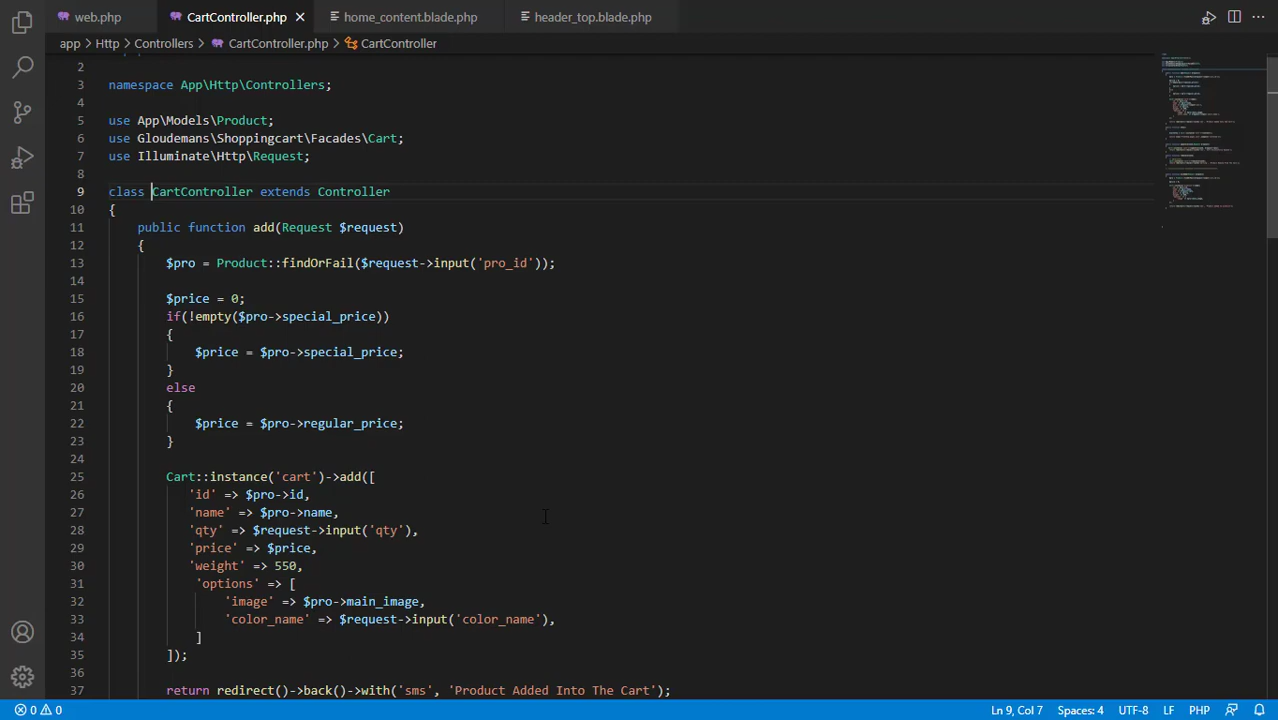 web.php CartController.php × home_content.blade.php header_top.blade.php
app > Http > Controllers > CartController.php > CartController
2
3 namespace App\Http\Controllers;
4
5 use App\Models\Product;
6 use Gloudemans\Shoppingcart\Facades\Cart;
7 use Illuminate\Http\Request;
8
9 class CartController extends Controller
10 {
11 public function add(Request $request)
12 {
13 $pro = Product::findOrFail($request->input('pro_id'));
14
15 $price = 0;
16 if(!empty($pro->special_price))
17 {
18 $price = $pro->special_price;
19 }
20 else
21 {
22 $price = $pro->regular_price;
23 }
24
25 Cart::instance('cart')->add([
26 'id' => $pro->id,
27 'name' => $pro->name,
28 'qty' => $request->input('qty'),
29 'price' => $price,
30 'weight' => 550,
31 'options' => [
32 'image' => $pro->main_image,
33 'color_name' => $request->input('color_name'),
34 ]
35 ]);
36
37 return redirect()->back()->with('sms', 'Product Added Into The Cart');
0 0 Ln 9, Col 7 Spaces: 4 UTF-8 LF PHP